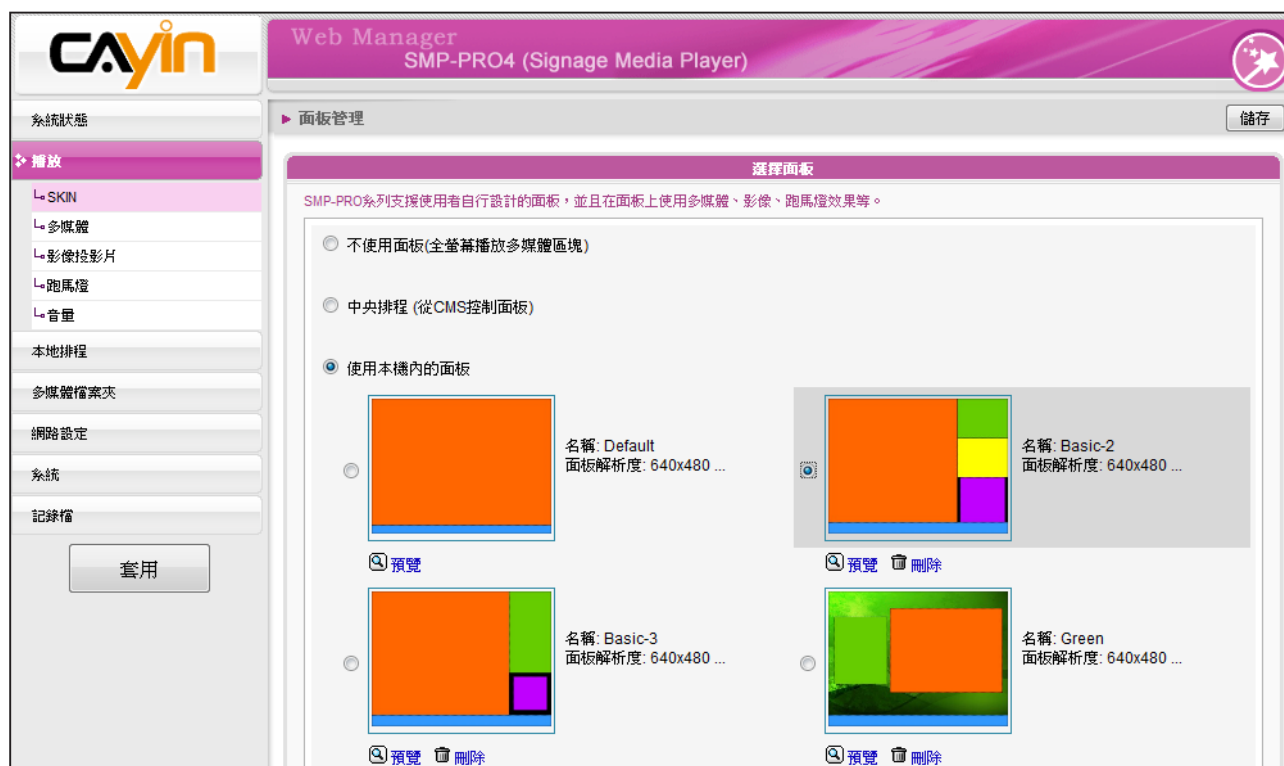 CAYIN
Web Manager
SMP-PRO4 (Signage Media Player)
系統狀態
播放
SKIN
多媒體
影像投影片
跑馬燈
音量
本地排程
多媒體檔案夾
網路設定
系統
記錄檔
套用
面板管理
儲存
選擇面板
SMP-PRO系列支援使用者自行設計的面板，並且在面板上使用多媒體、影像、跑馬燈效果等。
不使用面板(全螢幕播放多媒體區塊)
中央排程 (從CMS控制面板)
使用本機內的面板
名稱: Default
面板解析度: 640x480 ...
預覽
名稱: Basic-2
面板解析度: 640x480 ...
預覽 刪除
名稱: Basic-3
面板解析度: 640x480 ...
預覽 刪除
名稱: Green
面板解析度: 640x480 ...
預覽 刪除